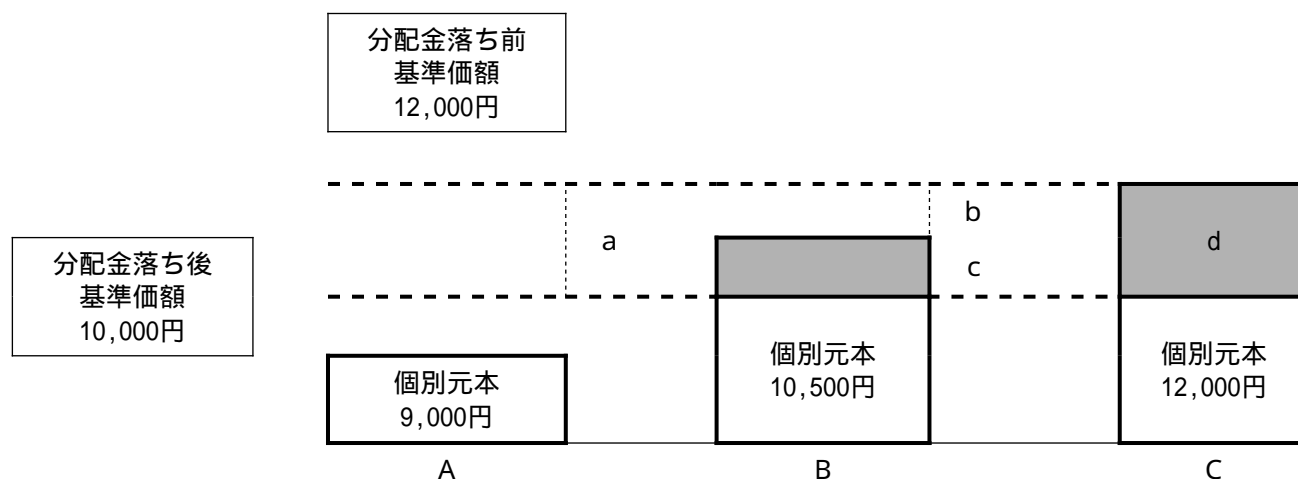 分配金落ち前
基準価額
12,000円
b
a
d
c
分配金落ち後
基準価額
10,000円
個別元本
9,000円
個別元本
10,500円
個別元本
12,000円
A
B
C